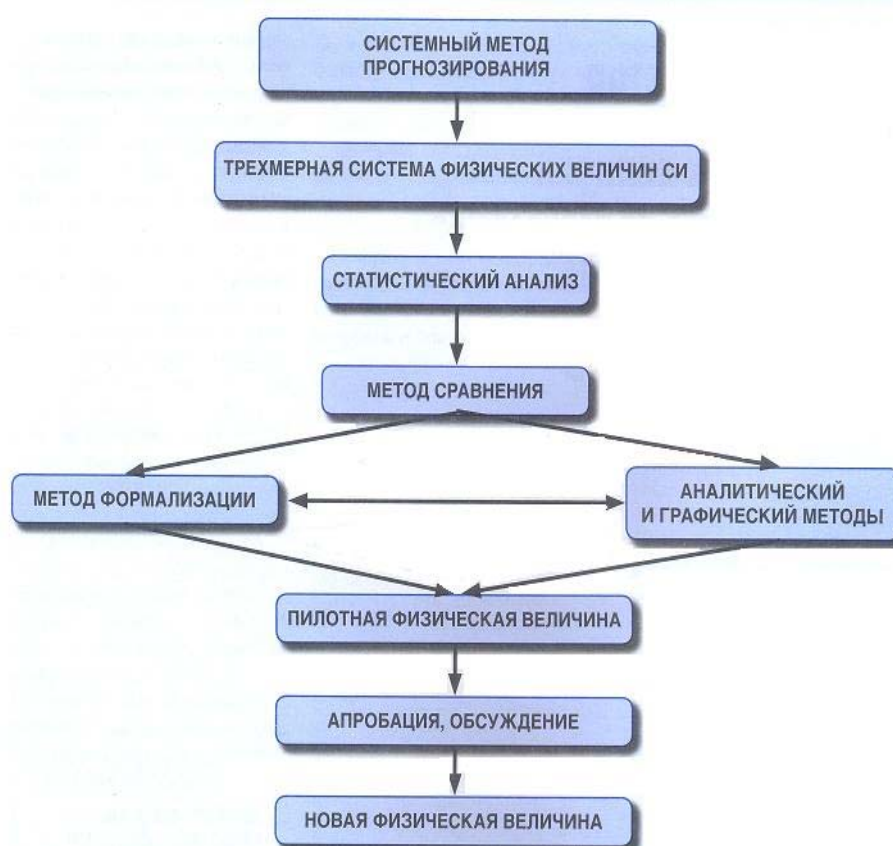 СИСТЕМНЫЙ МЕТОД
ПРОГНОЗИРОВАНИЯ
ТРЕХМЕРНАЯ СИСТЕМА ФИЗИЧЕСКИХ ВЕЛИЧИН СИ
СТАТИСТИЧЕСКИЙ АНАЛИЗ
МЕТОД СРАВНЕНИЯ
МЕТОД ФОРМАЛИЗАЦИИ
АНАЛИТИЧЕСКИЙ
И ГРАФИЧЕСКИЙ МЕТОДЫ
ПИЛОТНАЯ ФИЗИЧЕСКАЯ ВЕЛИЧИНА
АПРОБАЦИЯ, ОБСУЖДЕНИЕ
НОВАЯ ФИЗИЧЕСКАЯ ВЕЛИЧИНА